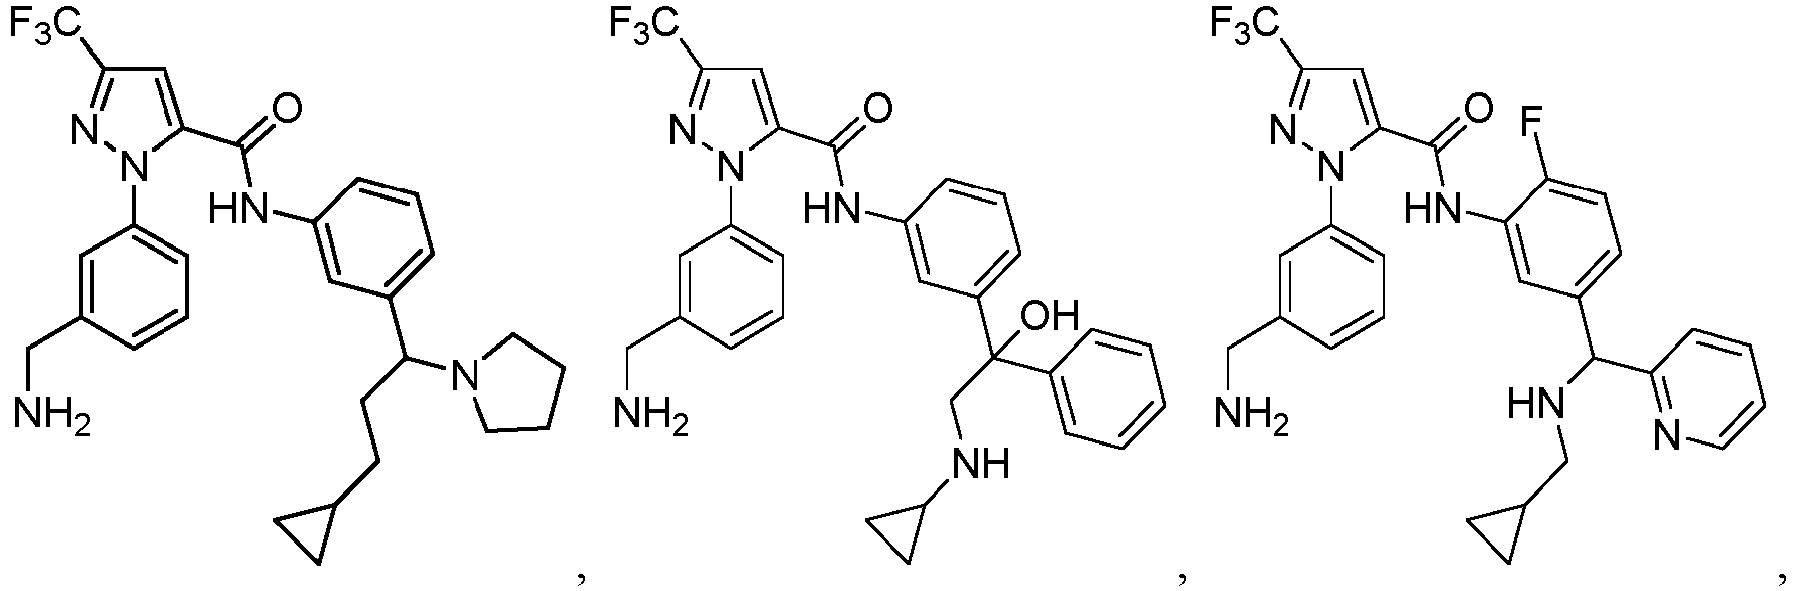 F₃C F₃C F₃C
O O O F
N N N
N N N
HN HN HN
OH
N
NH₂ NH₂ NH₂ HN
N
NH
, , ,